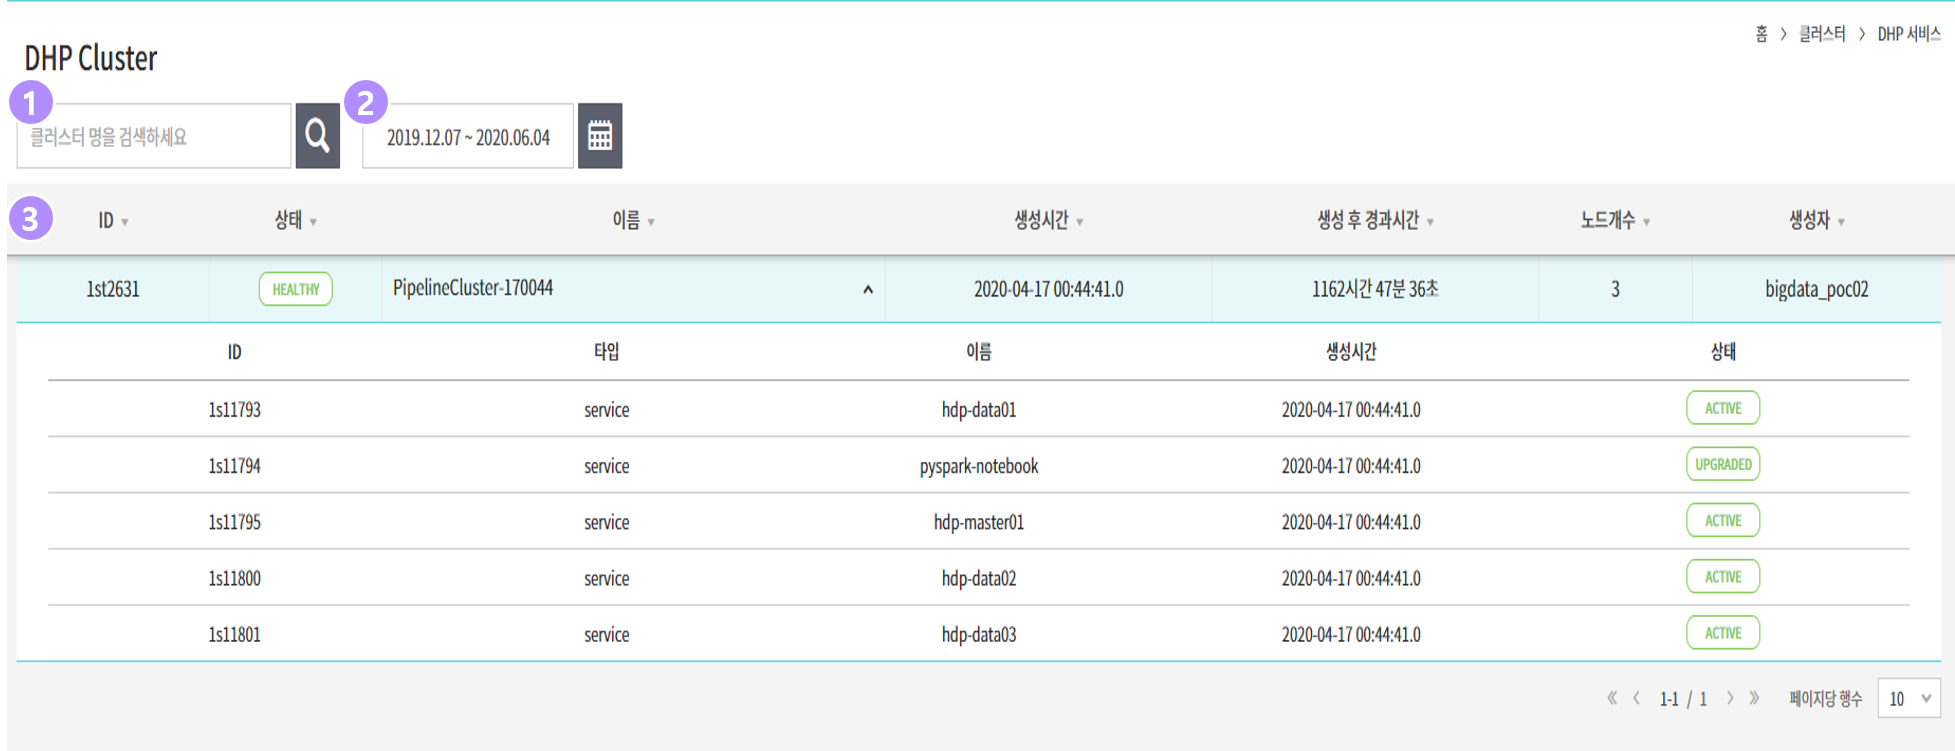 홈 > 클러스터 > DHP 서비스
DHP Cluster
1 2
클러스터 명을 검색하세요 2019.12.07 ~ 2020.06.04
3 ID 상태 이름 생성시간 생성 후 경과시간 노드개수 생성자
1st2631 HEALTHY PipelineCluster-170044 2020-04-17 00:44:41.0 1162시간 47분 36초 3 bigdata_poc02
ID 타입 이름 생성시간 상태
1s11793 service hdp-data01 2020-04-17 00:44:41.0 ACTIVE
1s11794 service pyspark-notebook 2020-04-17 00:44:41.0 UPGRADED
1s11795 service hdp-master01 2020-04-17 00:44:41.0 ACTIVE
1s11800 service hdp-data02 2020-04-17 00:44:41.0 ACTIVE
1s11801 service hdp-data03 2020-04-17 00:44:41.0 ACTIVE
1-1 / 1 페이지당 행수 10